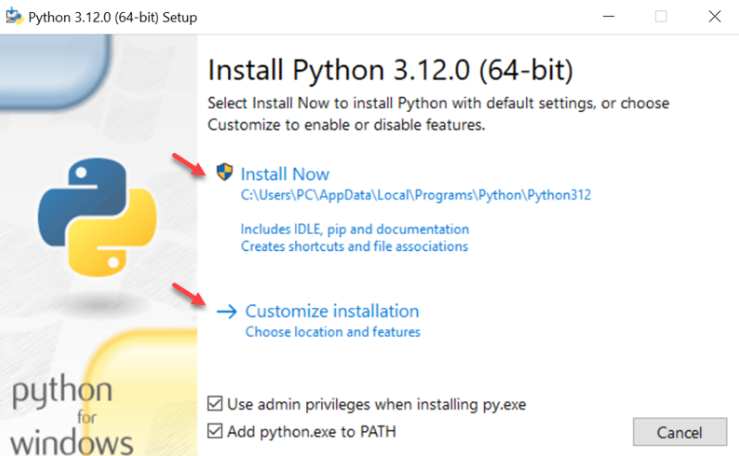 Python 3.12.0 (64-bit) Setup
Install Python 3.12.0 (64-bit)
Select Install Now to install Python with default settings, or choose
Customize to enable or disable features.
Install Now
C:\Users\PC\AppData\Local\Programs\Python\Python312
Includes IDLE, pip and documentation
Creates shortcuts and file associations
Customize installation
Choose location and features
python
for
windows
Use admin privileges when installing py.exe
Add python.exe to PATH
Cancel